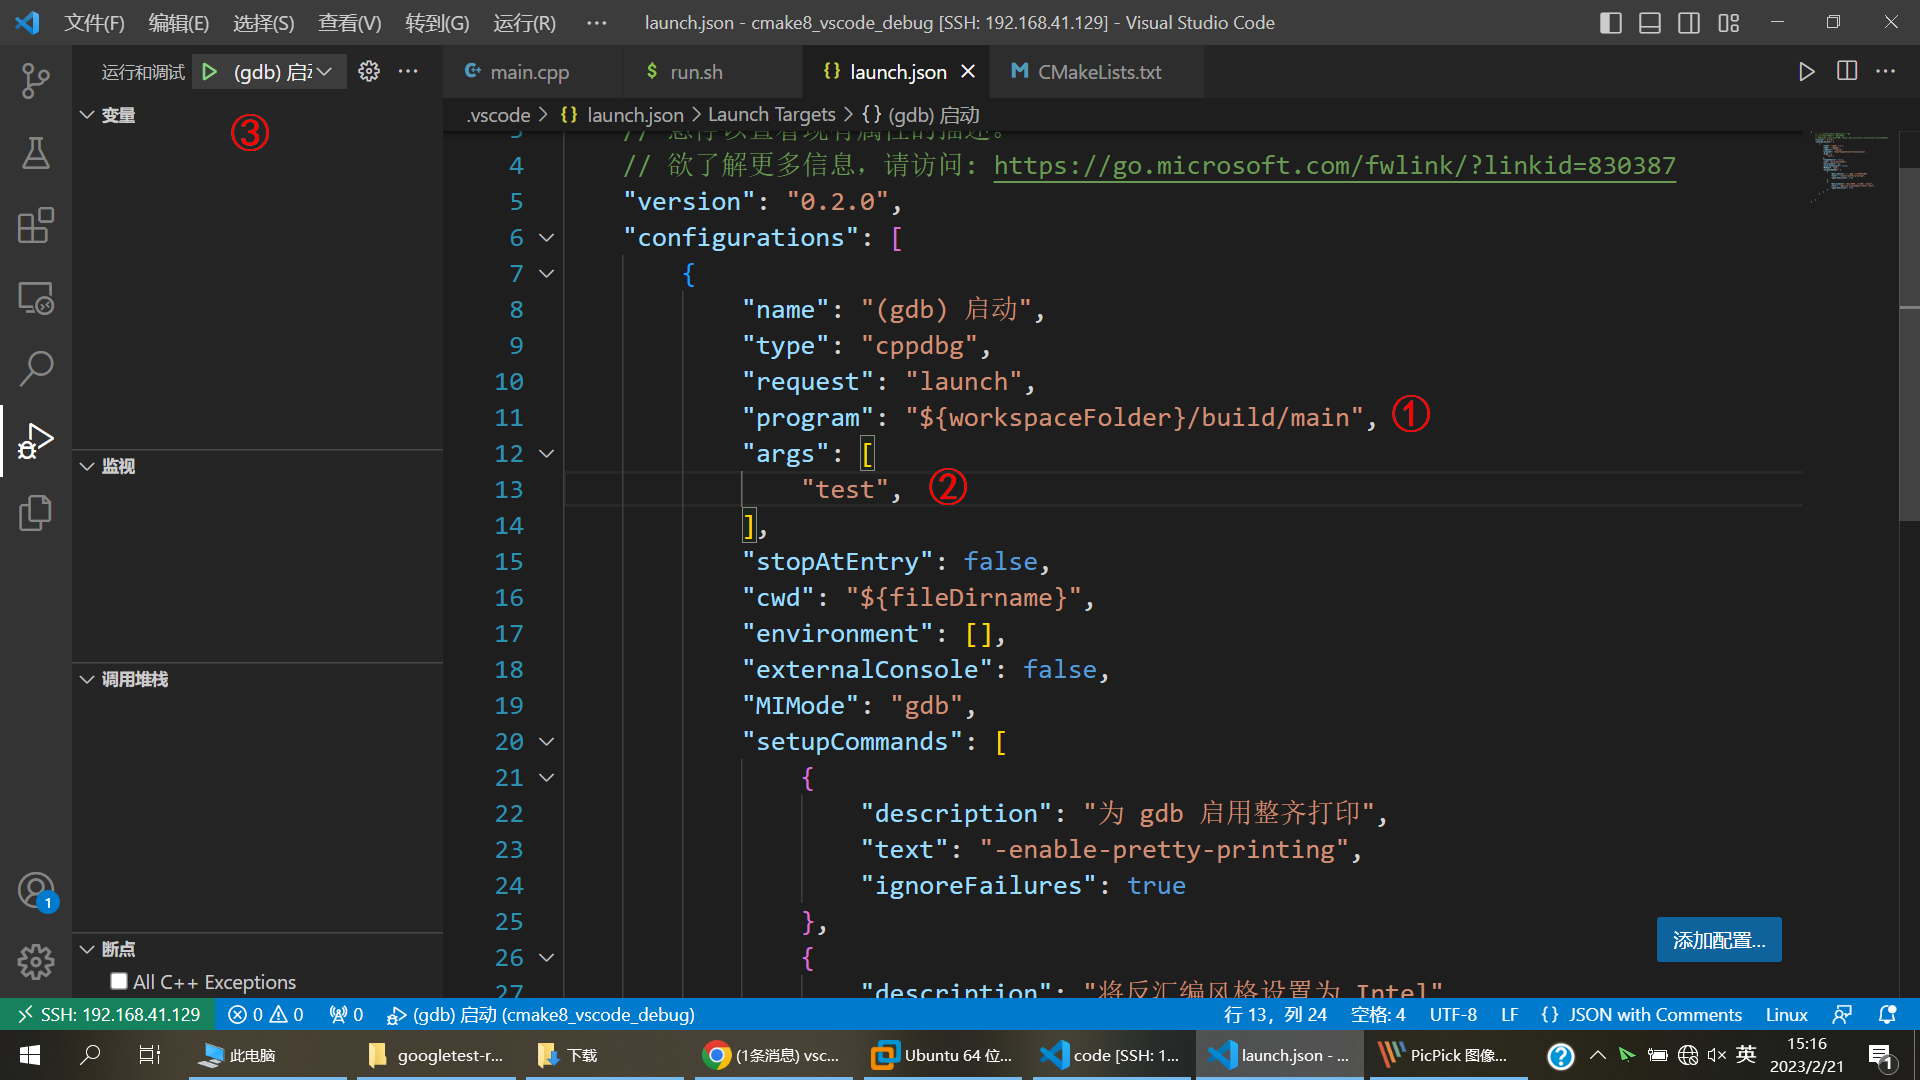 文件(F) 编辑(E) 选择(S) 查看(V) 转到(G) 运行(R) ··· launch.json - cmake8_vscode_debug [SSH: 192.168.41.129] - Visual Studio Code
运行和调试 (gdb) 启动 ···
main.cpp $ run.sh {} launch.json CMakeLists.txt ···
.vscode > {} launch.json > Launch Targets > {} (gdb) 启动
变量
③
4 // 欲了解更多信息，请访问: https://go.microsoft.com/fwlink/?linkid=830387
5 "version": "0.2.0",
6 "configurations": [
7 {
8 "name": "(gdb) 启动",
9 "type": "cppdbg",
10 "request": "launch",
11 "program": "${workspaceFolder}/build/main", ①
12 "args": [
13 "test", ②
14 ],
15 "stopAtEntry": false,
16 "cwd": "${fileDirname}",
17 "environment": [],
18 "externalConsole": false,
19 "MIMode": "gdb",
20 "setupCommands": [
21 {
22 "description": "为 gdb 启用整齐打印",
23 "text": "-enable-pretty-printing",
24 "ignoreFailures": true
25 },
26 {
27 "description": "将反汇编风格设置为 Intel"
监视
调用堆栈
断点
All C++ Exceptions
1
添加配置...
SSH: 192.168.41.129 0 0 0 (gdb) 启动 (cmake8_vscode_debug) 行 13，列 24 空格: 4 UTF-8 LF {} JSON with Comments Linux
此电脑 googletest-r... 下载 (1条消息) vsc... Ubuntu 64 位... code [SSH: 1... launch.json - ... PicPick 图像... 英 15:16
2023/2/21
1